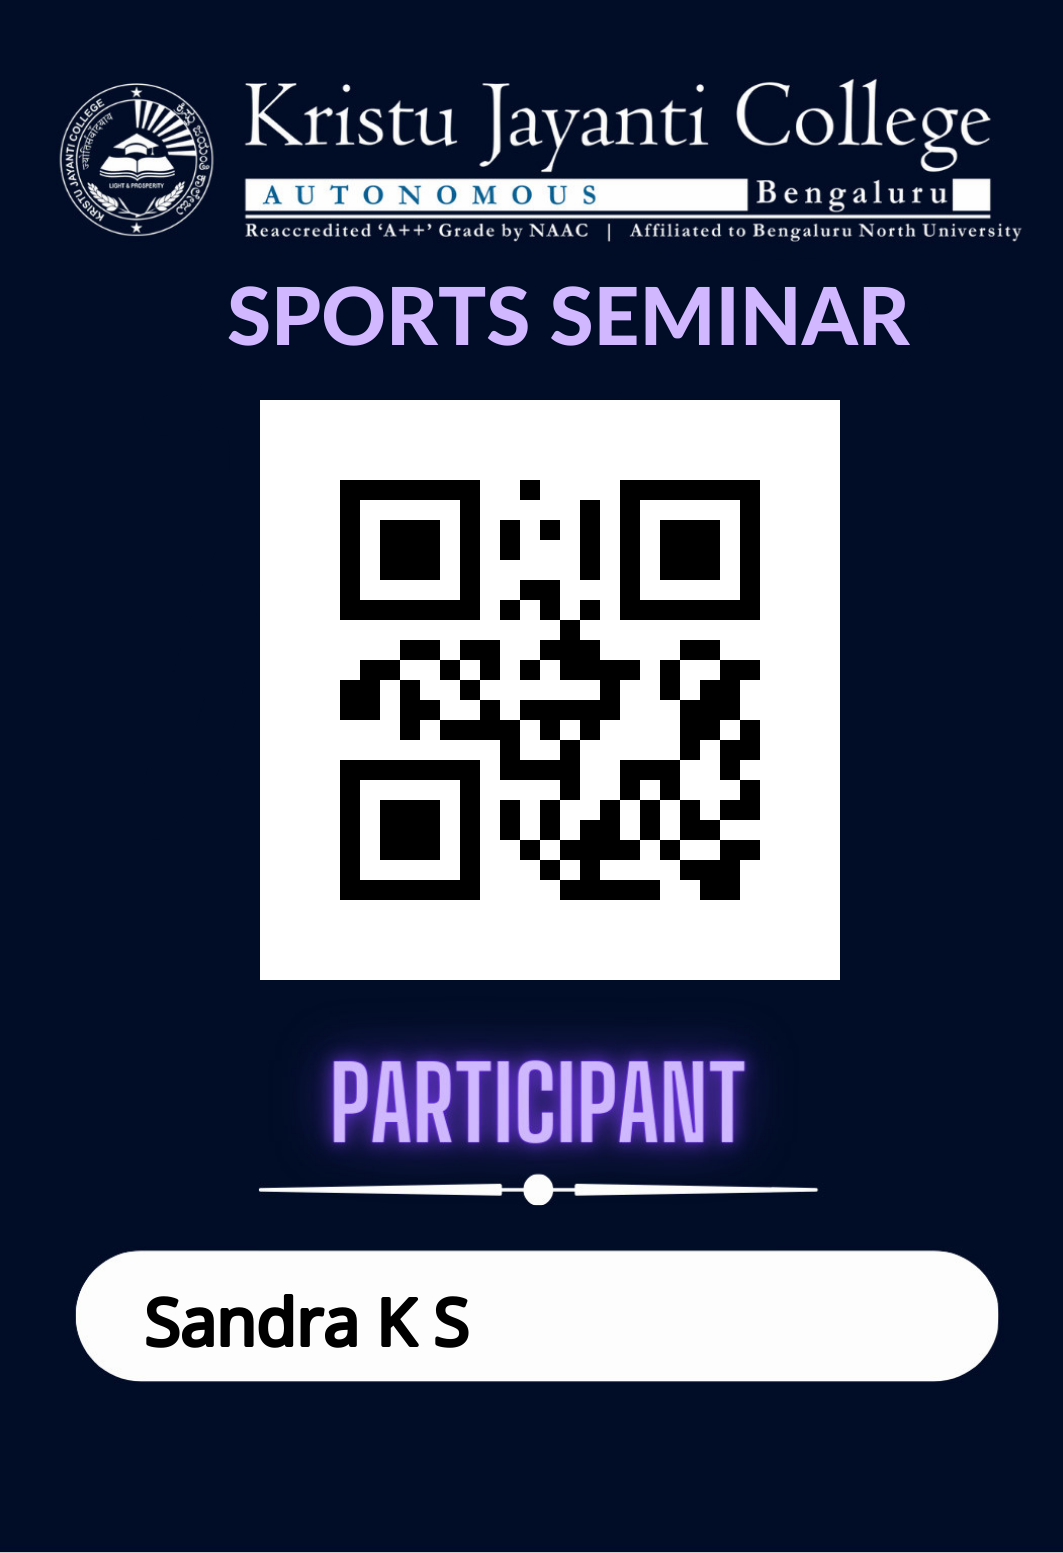 KRISTU JAYANTI COLLEGE
LIGHT & PROSPERITY
Kristu Jayanti College
AUTONOMOUS Bengaluru
Reaccredited ‘A++’ Grade by NAAC | Affiliated to Bengaluru North University
SPORTS SEMINAR
PARTICIPANT
Sandra K S